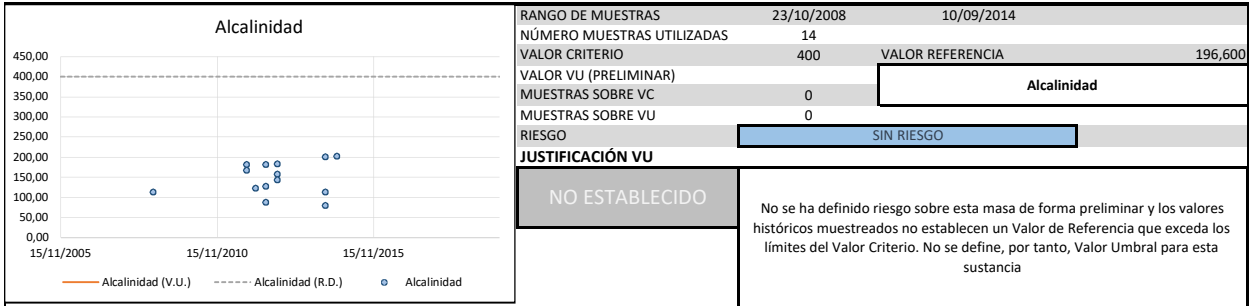 Alcalinidad
450,00
400,00
350,00
300,00
250,00
200,00
150,00
100,00
50,00
0,00
15/11/2005 15/11/2010 15/11/2015
Alcalinidad (V.U.) Alcalinidad (R.D.) Alcalinidad
RANGO DE MUESTRAS 23/10/2008 10/09/2014
NÚMERO MUESTRAS UTILIZADAS 14
VALOR CRITERIO 400 VALOR REFERENCIA 196,600
VALOR VU (PRELIMINAR)
Alcalinidad
MUESTRAS SOBRE VC 0
MUESTRAS SOBRE VU 0
RIESGO SIN RIESGO
JUSTIFICACIÓN VU
NO ESTABLECIDO
No se ha definido riesgo sobre esta masa de forma preliminar y los valores
históricos muestreados no establecen un Valor de Referencia que exceda los
límites del Valor Criterio. No se define, por tanto, Valor Umbral para esta
sustancia